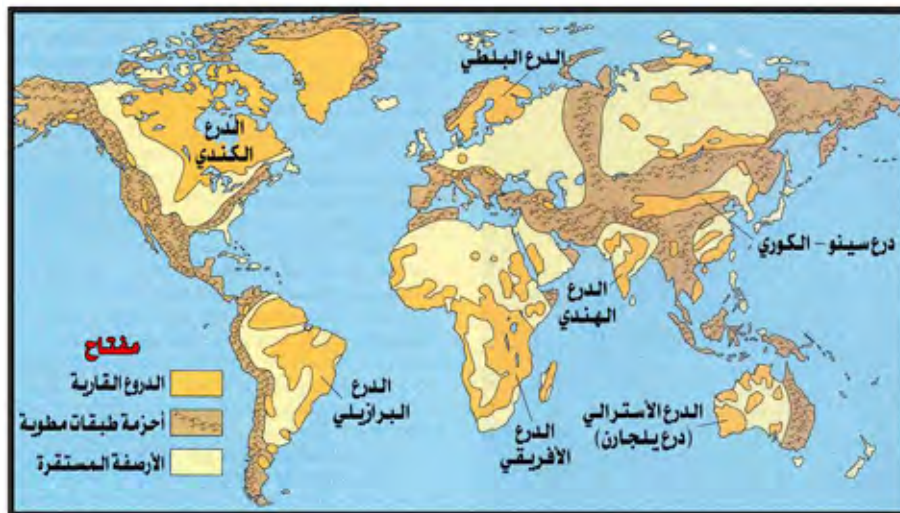 الدرع البلطي
الدرع
الكندي
درع سينو - الكوري
الدرع
الهندي
الدرع
البرازيلي
الدرع
الأفريقي
الدرع الأسترالي
(درع يلجارن)
مفتاح
الدروع القارية
أحزمة طبقات مطوية
الأرصفة المستقرة